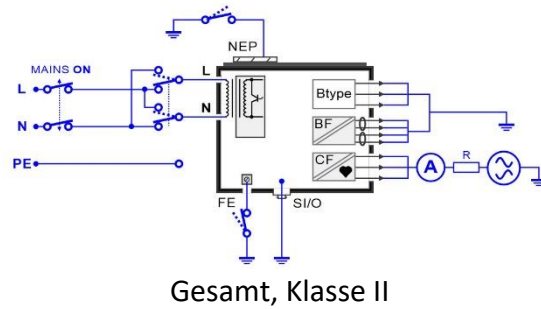 NEP
MAINS ON
L
L
N
N
PE
Btype
BF
CF
A
R
FE
SI/O
Gesamt, Klasse II